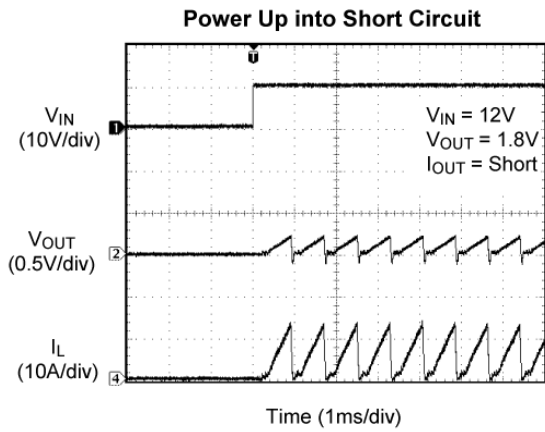 Power Up into Short Circuit
T
VIN
(10V/div)
1
VIN = 12V
VOUT = 1.8V
IOUT = Short
VOUT
(0.5V/div)
2
IL
(10A/div)
4
Time (1ms/div)